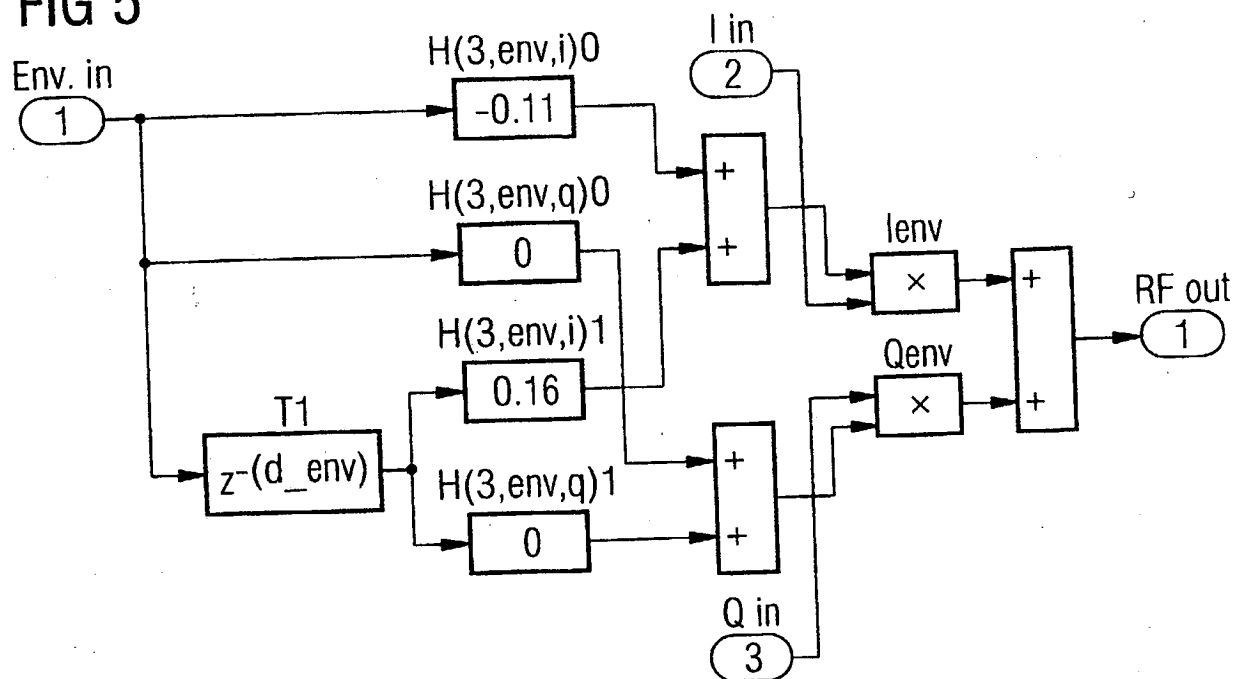 FIG 5
I in
2
H(3,env,i)0
-0.11
Env. in
1
+
+
H(3,env,q)0
0
Ienv
×
+
+
RF out
1
H(3,env,i)1
0.16
Qenv
×
T1
z-(d_env)
+
+
H(3,env,q)1
0
Q in
3